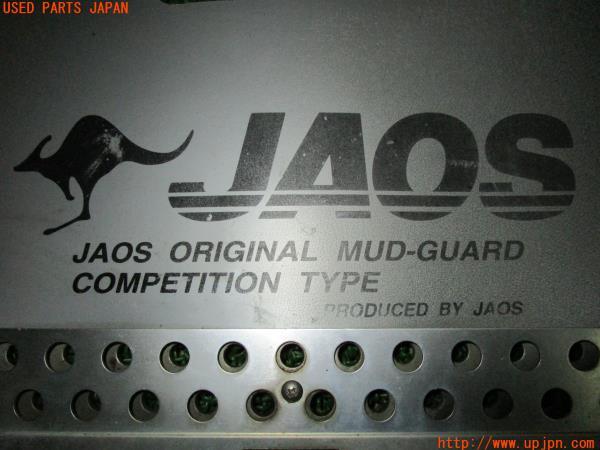 USED PARTS JAPAN
JAOS
JAOS ORIGINAL MUD-GUARD
COMPETITION TYPE
PRODUCED BY JAOS
http://www.upjpn.com/